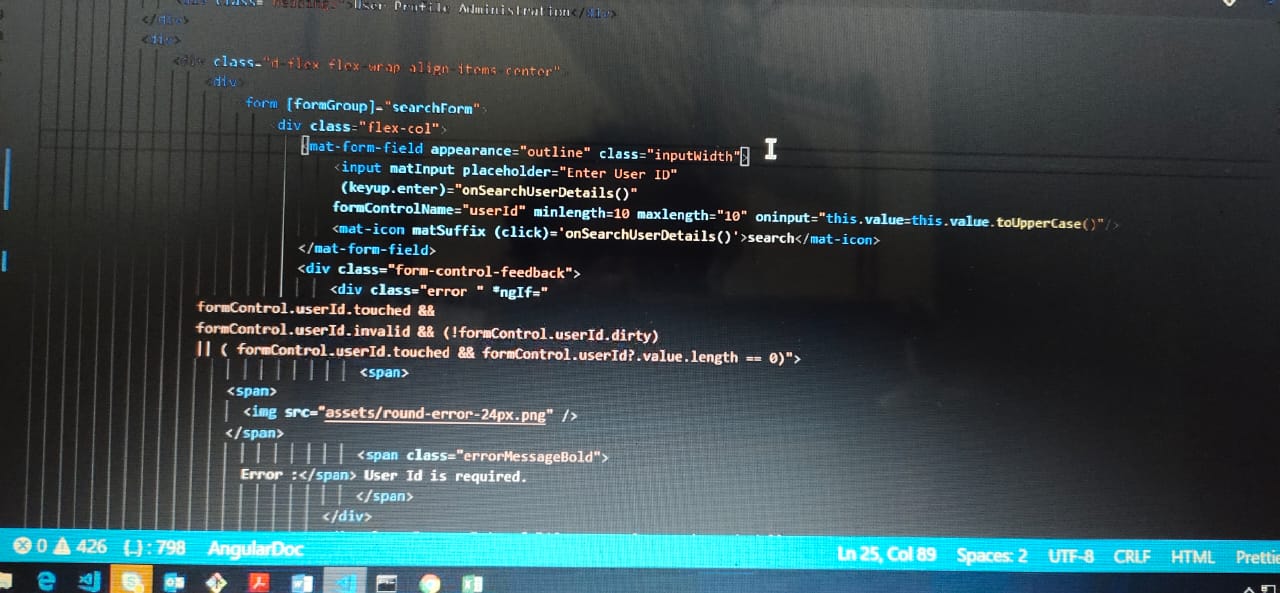 <div class="heading">User Profile Administration</div>
</div>
<div>
<div class="d-flex flex-wrap align-items-center"
<div>
form [formGroup]="searchForm">
<div class="flex-col">
<mat-form-field appearance="outline" class="inputWidth">
<input matInput placeholder="Enter User ID"
(keyup.enter)="onSearchUserDetails()"
formControlName="userId" minlength=10 maxlength="10" oninput="this.value=this.value.toUpperCase()"/>
<mat-icon matSuffix (click)='onSearchUserDetails()'>search</mat-icon>
</mat-form-field>
<div class="form-control-feedback">
<div class="error " *ngIf="
formControl.userId.touched &&
formControl.userId.invalid && (!formControl.userId.dirty)
|| ( formControl.userId.touched && formControl.userId?.value.length == 0)">
<span>
<span>
<img src="assets/round-error-24px.png" />
</span>
<span class="errorMessageBold">
Error :</span> User Id is required.
</span>
</div>
0 426 {..} : 798 AngularDoc Ln 25, Col 89 Spaces: 2 UTF-8 CRLF HTML Prettie